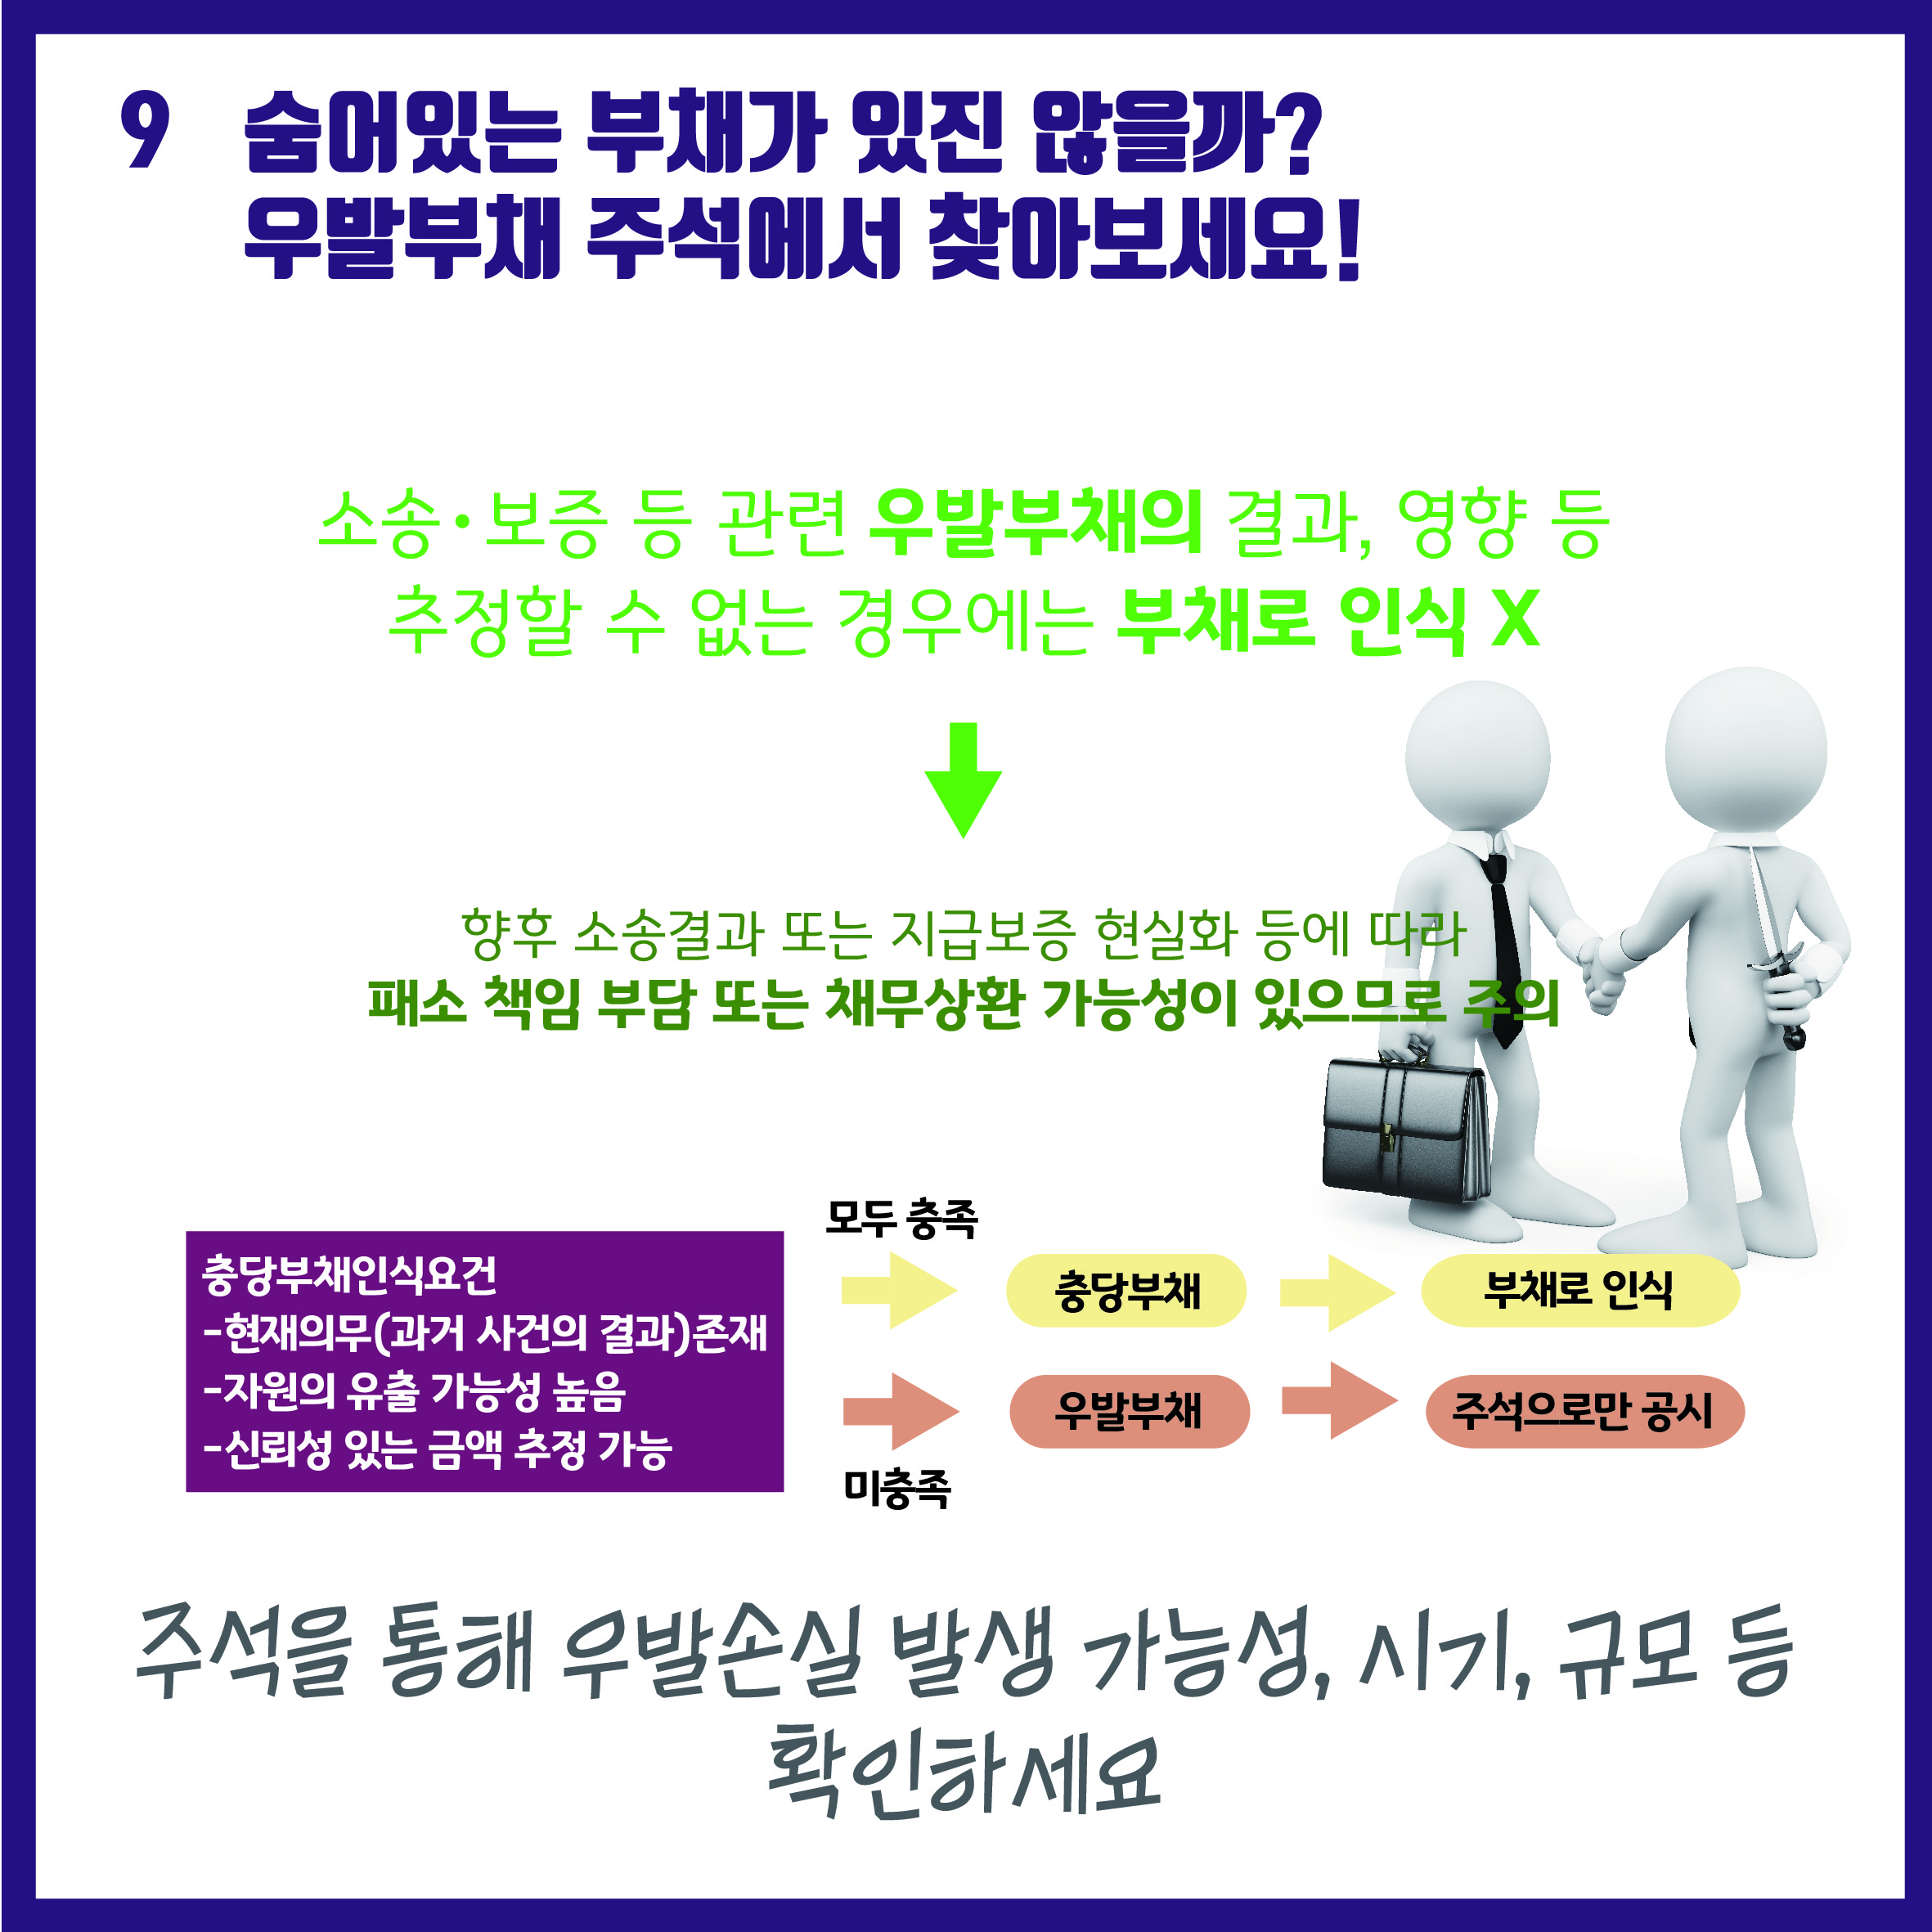 9 숨어있는 부채가 있진 않을까?
우발부채 주석에서 찾아보세요!
소송·보증 등 관련 우발부채의 결과, 영향 등
추정할 수 없는 경우에는 부채로 인식 X
향후 소송결과 또는 지급보증 현실화 등에 따라
패소 책임 부담 또는 채무상환 가능성이 있으므로 주의
충당부채인식요건
-현재의무(과거 사건의 결과)존재
-자원의 유출 가능성 높음
-신뢰성 있는 금액 추정 가능
모두 충족
충당부채
부채로 인식
우발부채
주석으로만 공시
미충족
주석을 통해 우발손실 발생 가능성, 시기, 규모 등
확인하세요